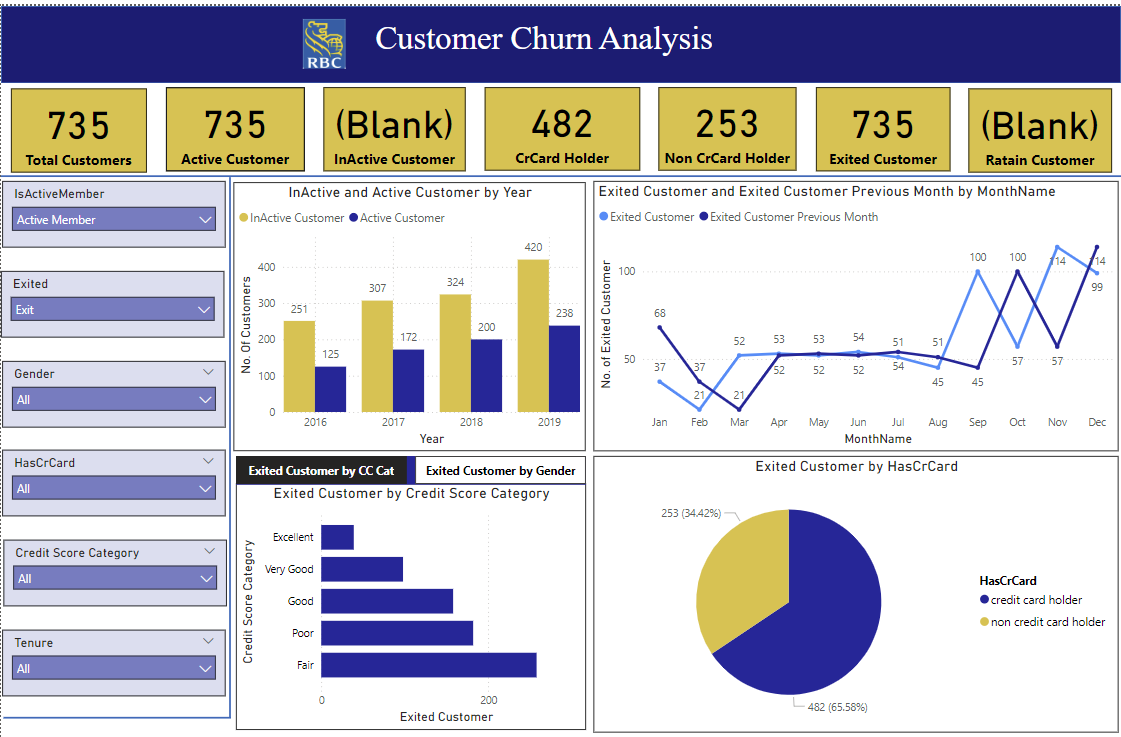 RBC
Customer Churn Analysis
735
Total Customers
735
Active Customer
(Blank)
InActive Customer
482
CrCard Holder
253
Non CrCard Holder
735
Exited Customer
(Blank)
Ratain Customer
IsActiveMember
Active Member
Exited
Exit
Gender
All
HasCrCard
All
Credit Score Category
All
Tenure
All
InActive and Active Customer by Year
InActive Customer Active Customer
No. Of Customers
400
300
200
100
0
251
125
307
172
324
200
420
238
2016 2017 2018 2019
Year
Exited Customer and Exited Customer Previous Month by MonthName
Exited Customer Exited Customer Previous Month
No. of Exited Customer
100
50
68
37
37
21
52
21
53
52
53
52
54
52
51
54
51
45
100
45
100
57
114
57
114
99
Jan Feb Mar Apr May Jun Jul Aug Sep Oct Nov Dec
MonthName
Exited Customer by CC Cat Exited Customer by Gender
Exited Customer by Credit Score Category
Credit Score Category
Excellent
Very Good
Good
Poor
Fair
0 200
Exited Customer
Exited Customer by HasCrCard
253 (34.42%)
482 (65.58%)
HasCrCard
credit card holder
non credit card holder